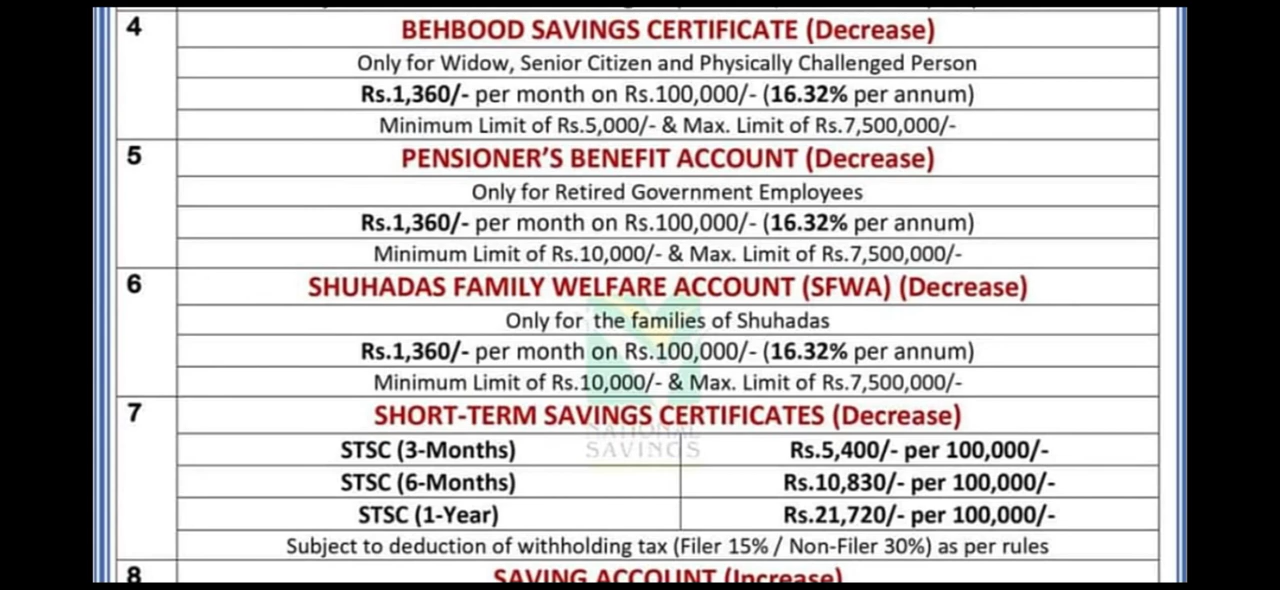 4
BEHBOOD SAVINGS CERTIFICATE (Decrease)
Only for Widow, Senior Citizen and Physically Challenged Person
Rs.1,360/- per month on Rs.100,000/- (16.32% per annum)
Minimum Limit of Rs.5,000/- & Max. Limit of Rs.7,500,000/-
5
PENSIONER'S BENEFIT ACCOUNT (Decrease)
Only for Retired Government Employees
Rs.1,360/- per month on Rs.100,000/- (16.32% per annum)
Minimum Limit of Rs.10,000/- & Max. Limit of Rs.7,500,000/-
6
SHUHADAS FAMILY WELFARE ACCOUNT (SFWA) (Decrease)
Only for the families of Shuhadas
Rs.1,360/- per month on Rs.100,000/- (16.32% per annum)
Minimum Limit of Rs.10,000/- & Max. Limit of Rs.7,500,000/-
7
SHORT-TERM SAVINGS CERTIFICATES (Decrease)
NATIONAL
SAVINGS
STSC (3-Months) Rs.5,400/- per 100,000/-
STSC (6-Months) Rs.10,830/- per 100,000/-
STSC (1-Year) Rs.21,720/- per 100,000/-
Subject to deduction of withholding tax (Filer 15% / Non-Filer 30%) as per rules
8
SAVING ACCOUNT (Increase)